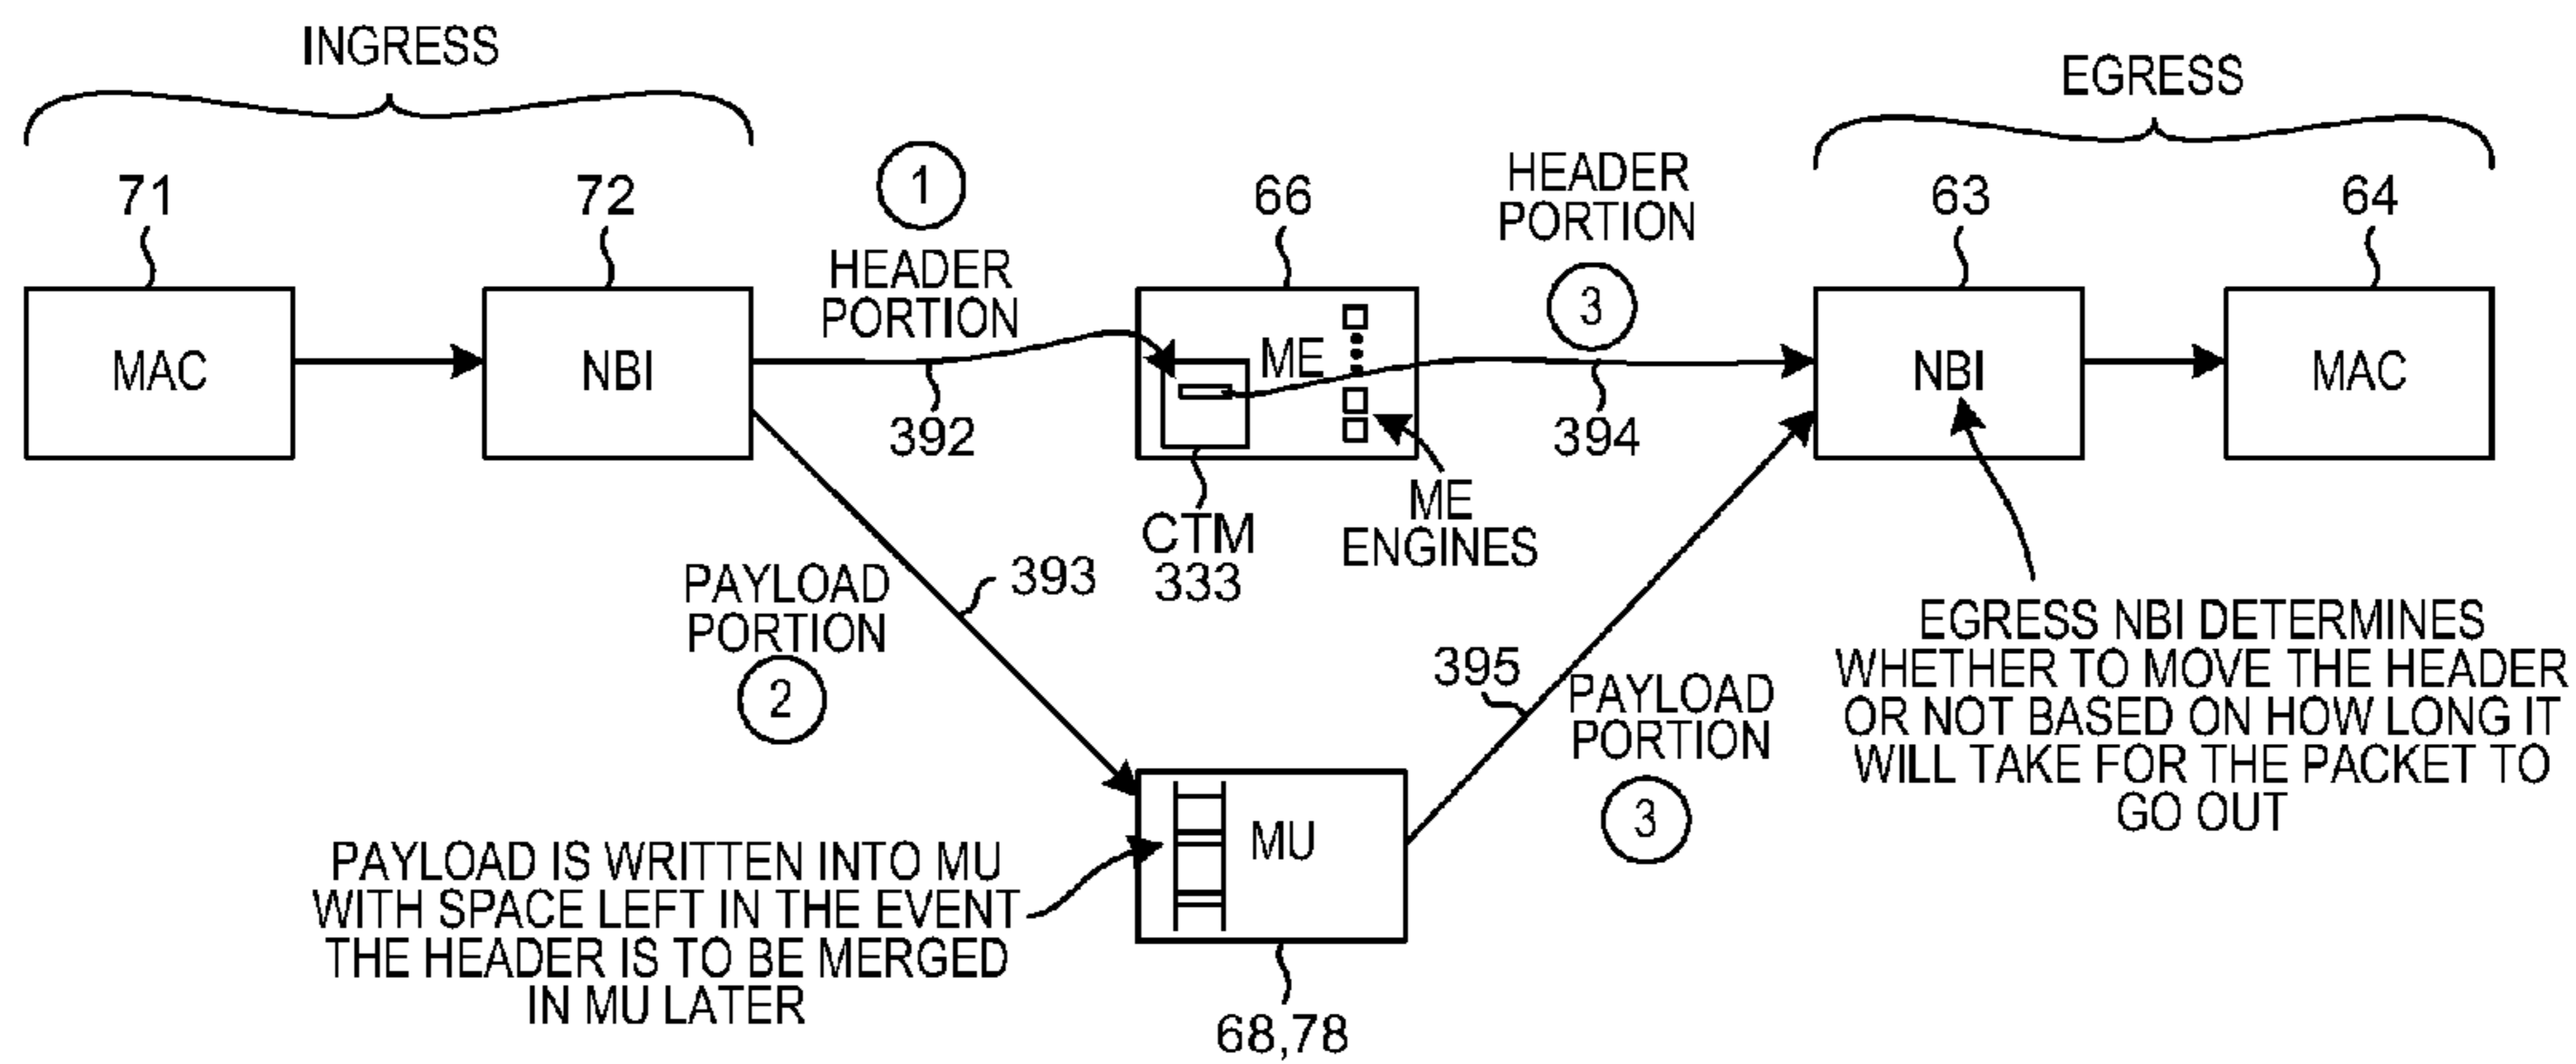 INGRESS
EGRESS
71
72
1
HEADER
PORTION
66
HEADER
PORTION
3
63
64
MAC
NBI
ME
NBI
MAC
392
394
CTM
333
ME
ENGINES
PAYLOAD
PORTION
2
393
395
PAYLOAD
PORTION
3
EGRESS NBI DETERMINES
WHETHER TO MOVE THE HEADER
OR NOT BASED ON HOW LONG IT
WILL TAKE FOR THE PACKET TO
GO OUT
PAYLOAD IS WRITTEN INTO MU
WITH SPACE LEFT IN THE EVENT
THE HEADER IS TO BE MERGED
IN MU LATER
MU
68,78